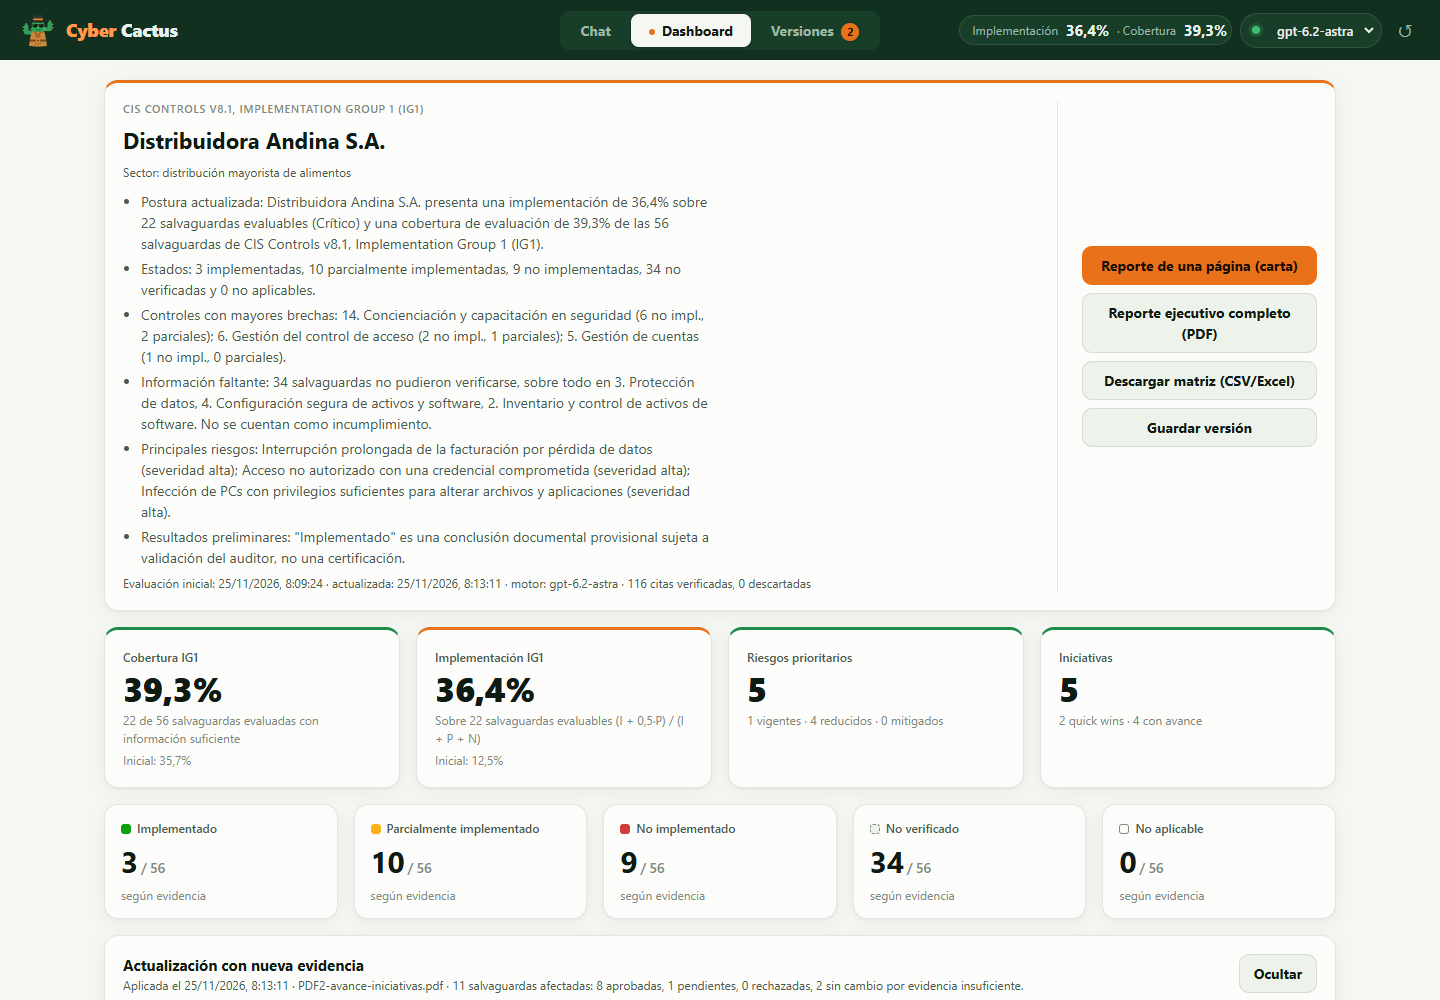 Cyber Cactus
Chat
Dashboard
Versiones 2
Implementación 36,4% · Cobertura 39,3%
gpt-6.2-astra
CIS CONTROLS V8.1, IMPLEMENTATION GROUP 1 (IG1)
Distribuidora Andina S.A.
Sector: distribución mayorista de alimentos
• Postura actualizada: Distribuidora Andina S.A. presenta una implementación de 36,4% sobre
22 salvaguardas evaluables (Crítico) y una cobertura de evaluación de 39,3% de las 56
salvaguardas de CIS Controls v8.1, Implementation Group 1 (IG1).
• Estados: 3 implementadas, 10 parcialmente implementadas, 9 no implementadas, 34 no
verificadas y 0 no aplicables.
• Controles con mayores brechas: 14. Concienciación y capacitación en seguridad (6 no impl.,
2 parciales); 6. Gestión del control de acceso (2 no impl., 1 parciales); 5. Gestión de cuentas
(1 no impl., 0 parciales).
• Información faltante: 34 salvaguardas no pudieron verificarse, sobre todo en 3. Protección
de datos, 4. Configuración segura de activos y software, 2. Inventario y control de activos de
software. No se cuentan como incumplimiento.
• Principales riesgos: Interrupción prolongada de la facturación por pérdida de datos
(severidad alta); Acceso no autorizado con una credencial comprometida (severidad alta);
Infección de PCs con privilegios suficientes para alterar archivos y aplicaciones (severidad
alta).
• Resultados preliminares: "Implementado" es una conclusión documental provisional sujeta a
validación del auditor, no una certificación.
Evaluación inicial: 25/11/2026, 8:09:24 · actualizada: 25/11/2026, 8:13:11 · motor: gpt-6.2-astra · 116 citas verificadas, 0 descartadas
Reporte de una página (carta)
Reporte ejecutivo completo
(PDF)
Descargar matriz (CSV/Excel)
Guardar versión
Cobertura IG1
39,3%
22 de 56 salvaguardas evaluadas con
información suficiente
Inicial: 35,7%
Implementación IG1
36,4%
Sobre 22 salvaguardas evaluables (I + 0,5·P) / (I
+ P + N)
Inicial: 12,5%
Riesgos prioritarios
5
1 vigentes · 4 reducidos · 0 mitigados
Iniciativas
5
2 quick wins · 4 con avance
Implementado
3 / 56
según evidencia
Parcialmente implementado
10 / 56
según evidencia
No implementado
9 / 56
según evidencia
No verificado
34 / 56
según evidencia
No aplicable
0 / 56
según evidencia
Actualización con nueva evidencia
Aplicada el 25/11/2026, 8:13:11 · PDF2-avance-iniciativas.pdf · 11 salvaguardas afectadas: 8 aprobadas, 1 pendientes, 0 rechazadas, 2 sin cambio por evidencia insuficiente.
Ocultar